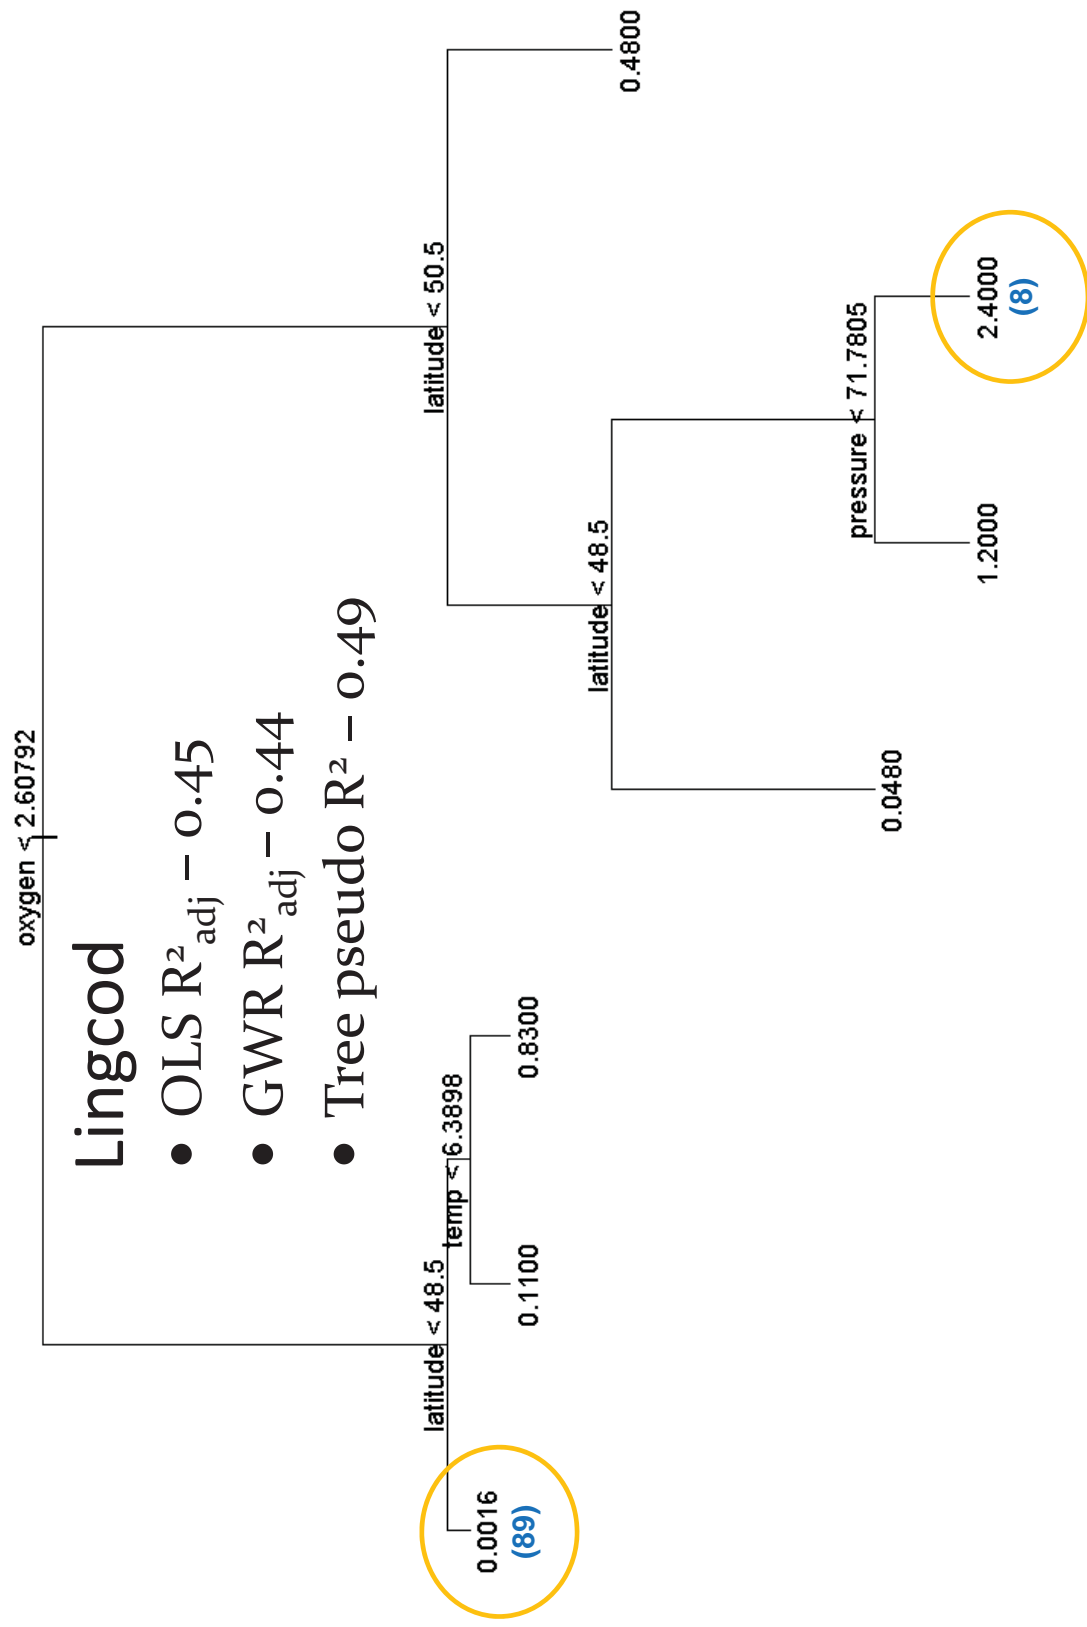 oxygen < 2.60792
Lingcod
• OLS R²adj – 0.45
• GWR R²adj – 0.44
• Tree pseudo R² – 0.49
latitude < 48.5
latitude < 50.5
temp < 6.3898
0.0016
(89)
0.1100
0.8300
latitude < 48.5
0.4800
pressure < 71.7805
0.0480
1.2000
2.4000
(8)